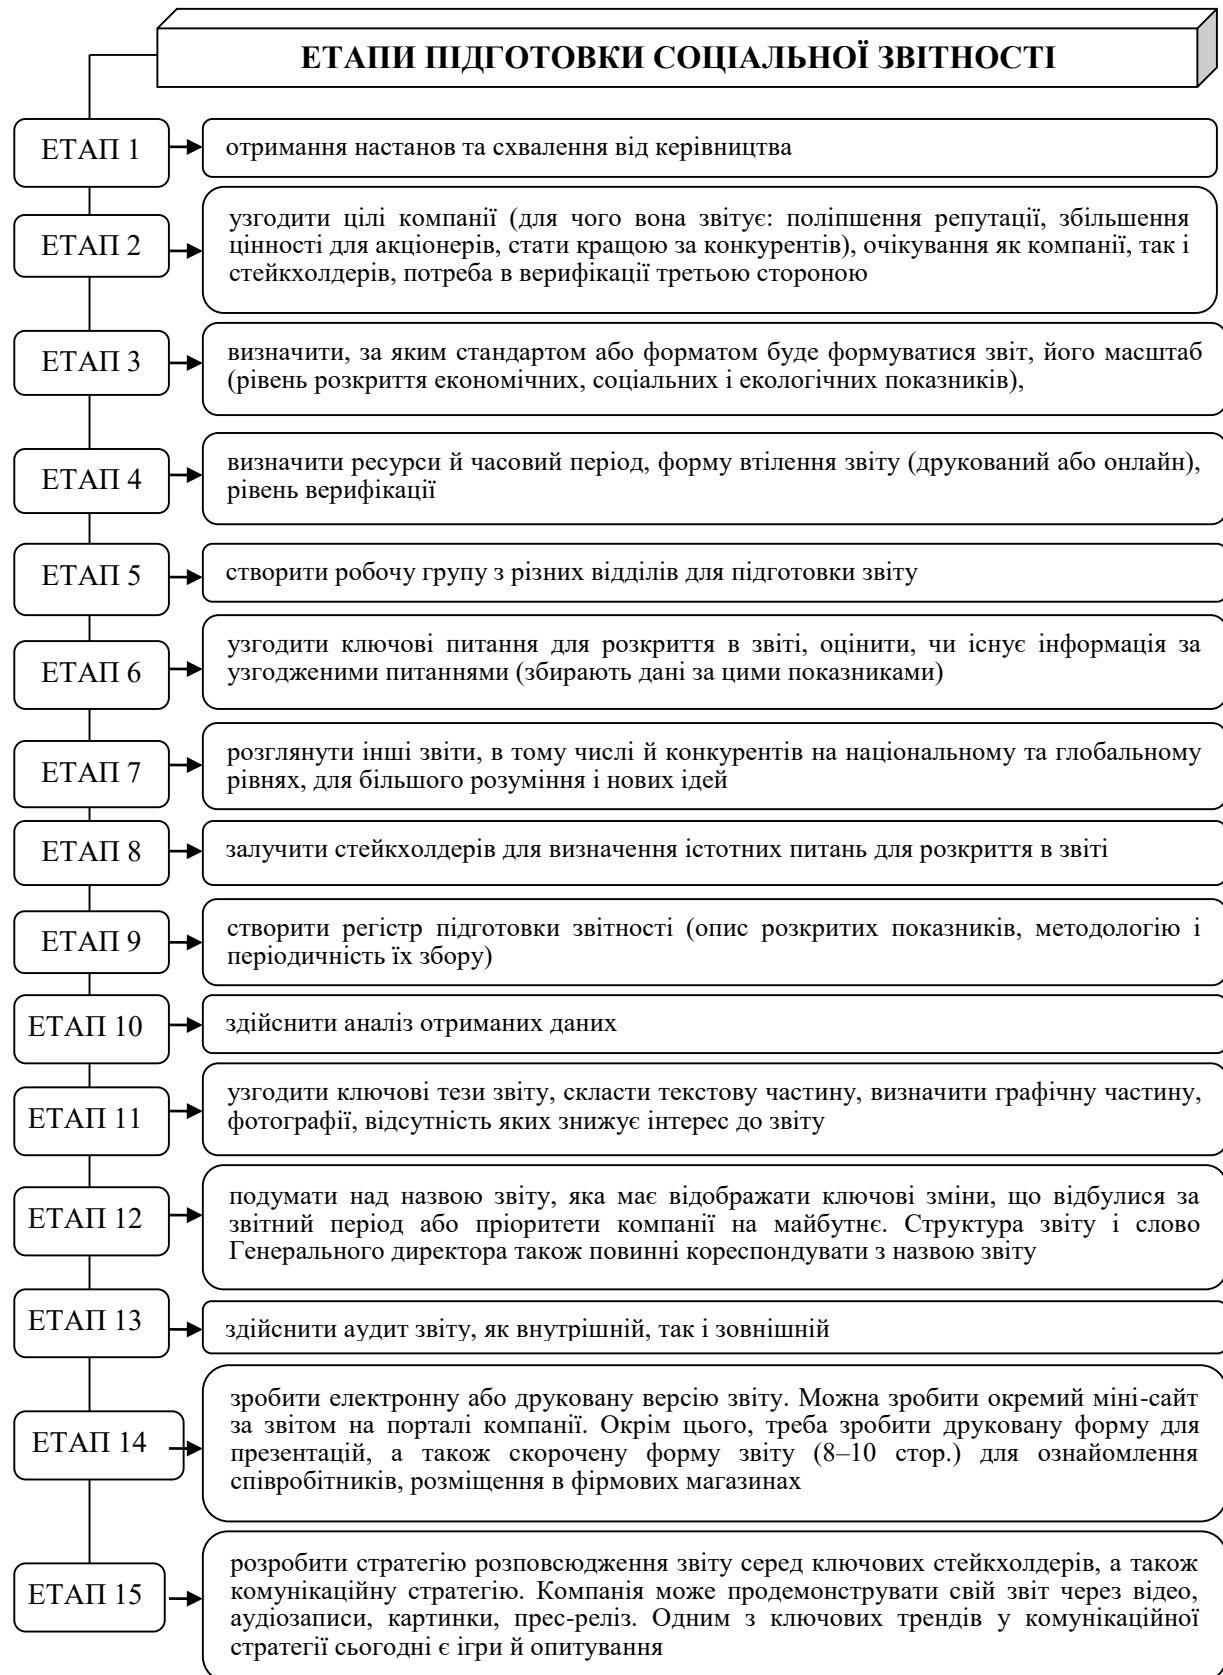 ЕТАПИ ПІДГОТОВКИ СОЦІАЛЬНОЇ ЗВІТНОСТІ
ЕТАП 1
отримання настанов та схвалення від керівництва
ЕТАП 2
узгодити цілі компанії (для чого вона звітує: поліпшення репутації, збільшення
цінності для акціонерів, стати кращою за конкурентів), очікування як компанії, так і
стейкхолдерів, потреба в верифікації третьою стороною
ЕТАП 3
визначити, за яким стандартом або форматом буде формуватися звіт, його масштаб
(рівень розкриття економічних, соціальних і екологічних показників),
ЕТАП 4
визначити ресурси й часовий період, форму втілення звіту (друкований або онлайн),
рівень верифікації
ЕТАП 5
створити робочу групу з різних відділів для підготовки звіту
ЕТАП 6
узгодити ключові питання для розкриття в звіті, оцінити, чи існує інформація за
узгодженими питаннями (збирають дані за цими показниками)
ЕТАП 7
розглянути інші звіти, в тому числі й конкурентів на національному та глобальному
рівнях, для більшого розуміння і нових ідей
ЕТАП 8
залучити стейкхолдерів для визначення істотних питань для розкриття в звіті
ЕТАП 9
створити регістр підготовки звітності (опис розкритих показників, методологію і
періодичність їх збору)
ЕТАП 10
здійснити аналіз отриманих даних
ЕТАП 11
узгодити ключові тези звіту, скласти текстову частину, визначити графічну частину,
фотографії, відсутність яких знижує інтерес до звіту
ЕТАП 12
подумати над назвою звіту, яка має відображати ключові зміни, що відбулися за
звітний період або пріоритети компанії на майбутнє. Структура звіту і слово
Генерального директора також повинні кореспондувати з назвою звіту
ЕТАП 13
здійснити аудит звіту, як внутрішній, так і зовнішній
ЕТАП 14
зробити електронну або друковану версію звіту. Можна зробити окремий міні-сайт
за звітом на порталі компанії. Окрім цього, треба зробити друковану форму для
презентацій, а також скорочену форму звіту (8–10 стор.) для ознайомлення
співробітників, розміщення в фірмових магазинах
ЕТАП 15
розробити стратегію розповсюдження звіту серед ключових стейкхолдерів, а також
комунікаційну стратегію. Компанія може продемонструвати свій звіт через відео,
аудіозаписи, картинки, прес-реліз. Одним з ключових трендів у комунікаційної
стратегії сьогодні є ігри й опитування